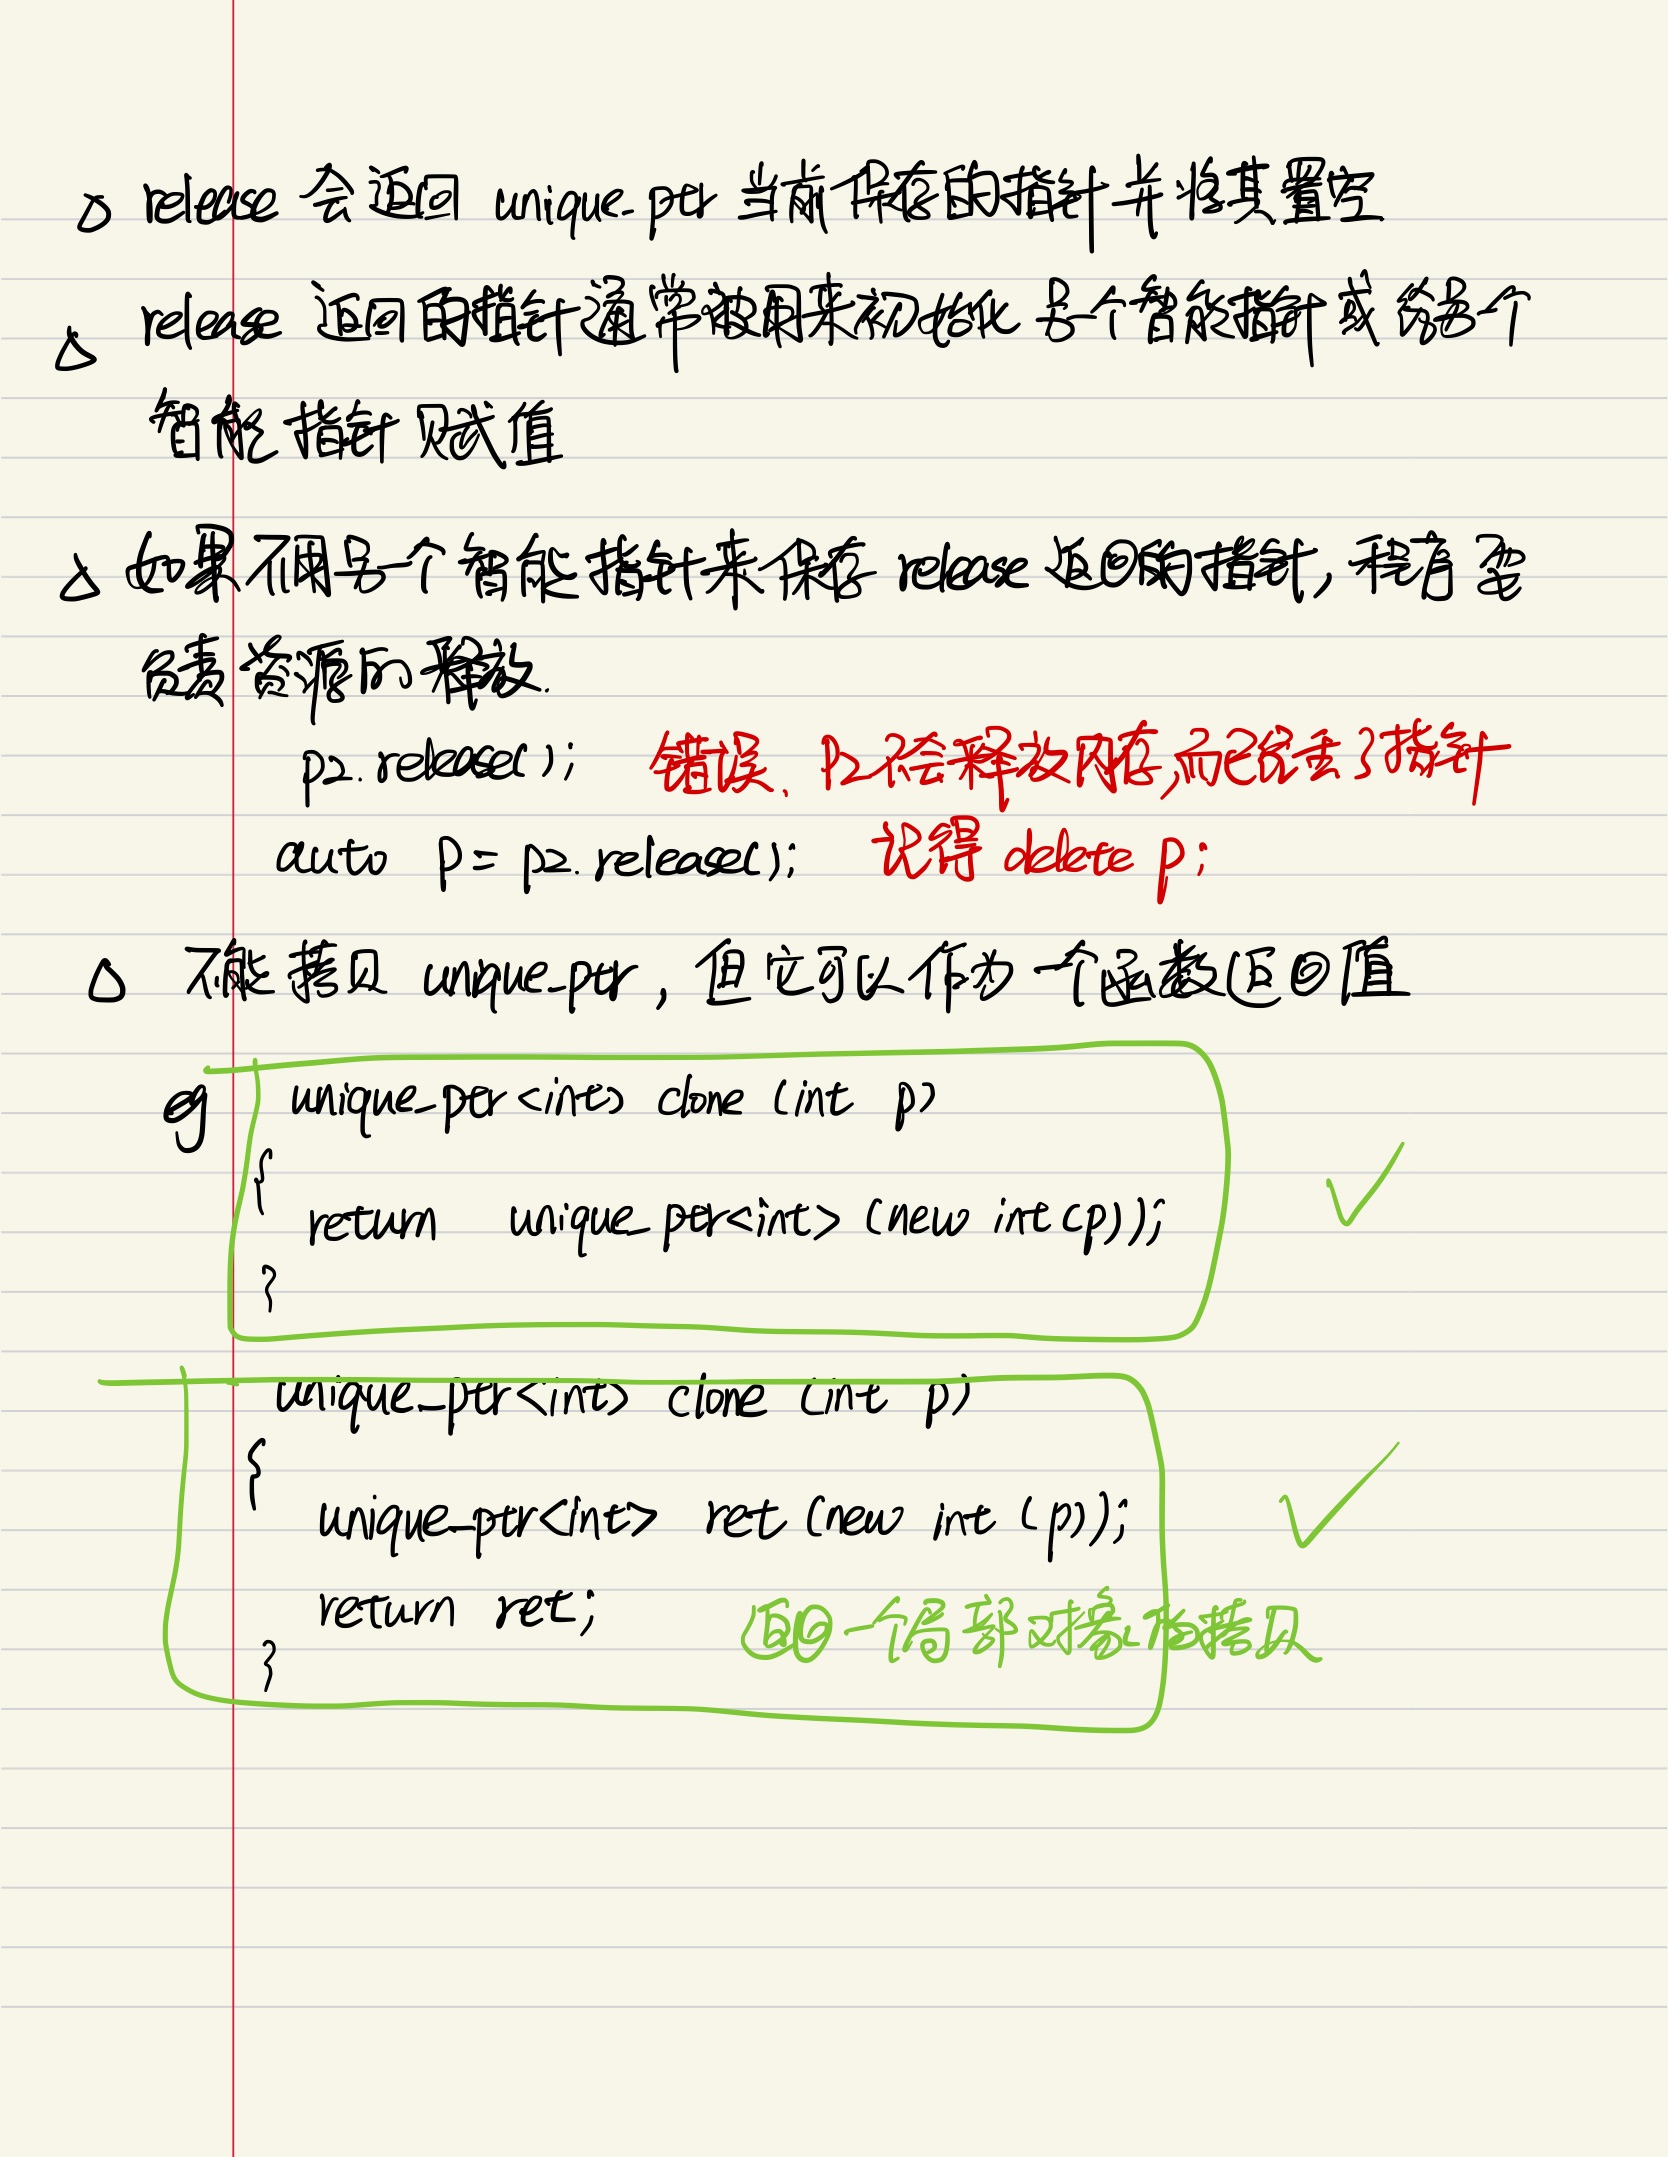 △ release 会返回 unique_ptr 当前保存的指针并将其置空
△ release 返回的指针通常被用来初始化另一个智能指针或给另一个
智能指针赋值
△ 如果不用另一个智能指针来保存 release 返回的指针,程序要
负责资源的释放.
p2.release(); 错误、p2不会释放内存,而已丢了指针
auto p = p2.release(); 记得 delete p;
△ 不能拷贝 unique_ptr,但它可以作为一个函数返回值
eg unique_ptr<int> clone (int p)
{
return unique_ptr<int> (new int(p));
}
unique_ptr<int> clone (int p)
{
unique_ptr<int> ret (new int (p));
return ret; 返回一个局部对象的拷贝
}